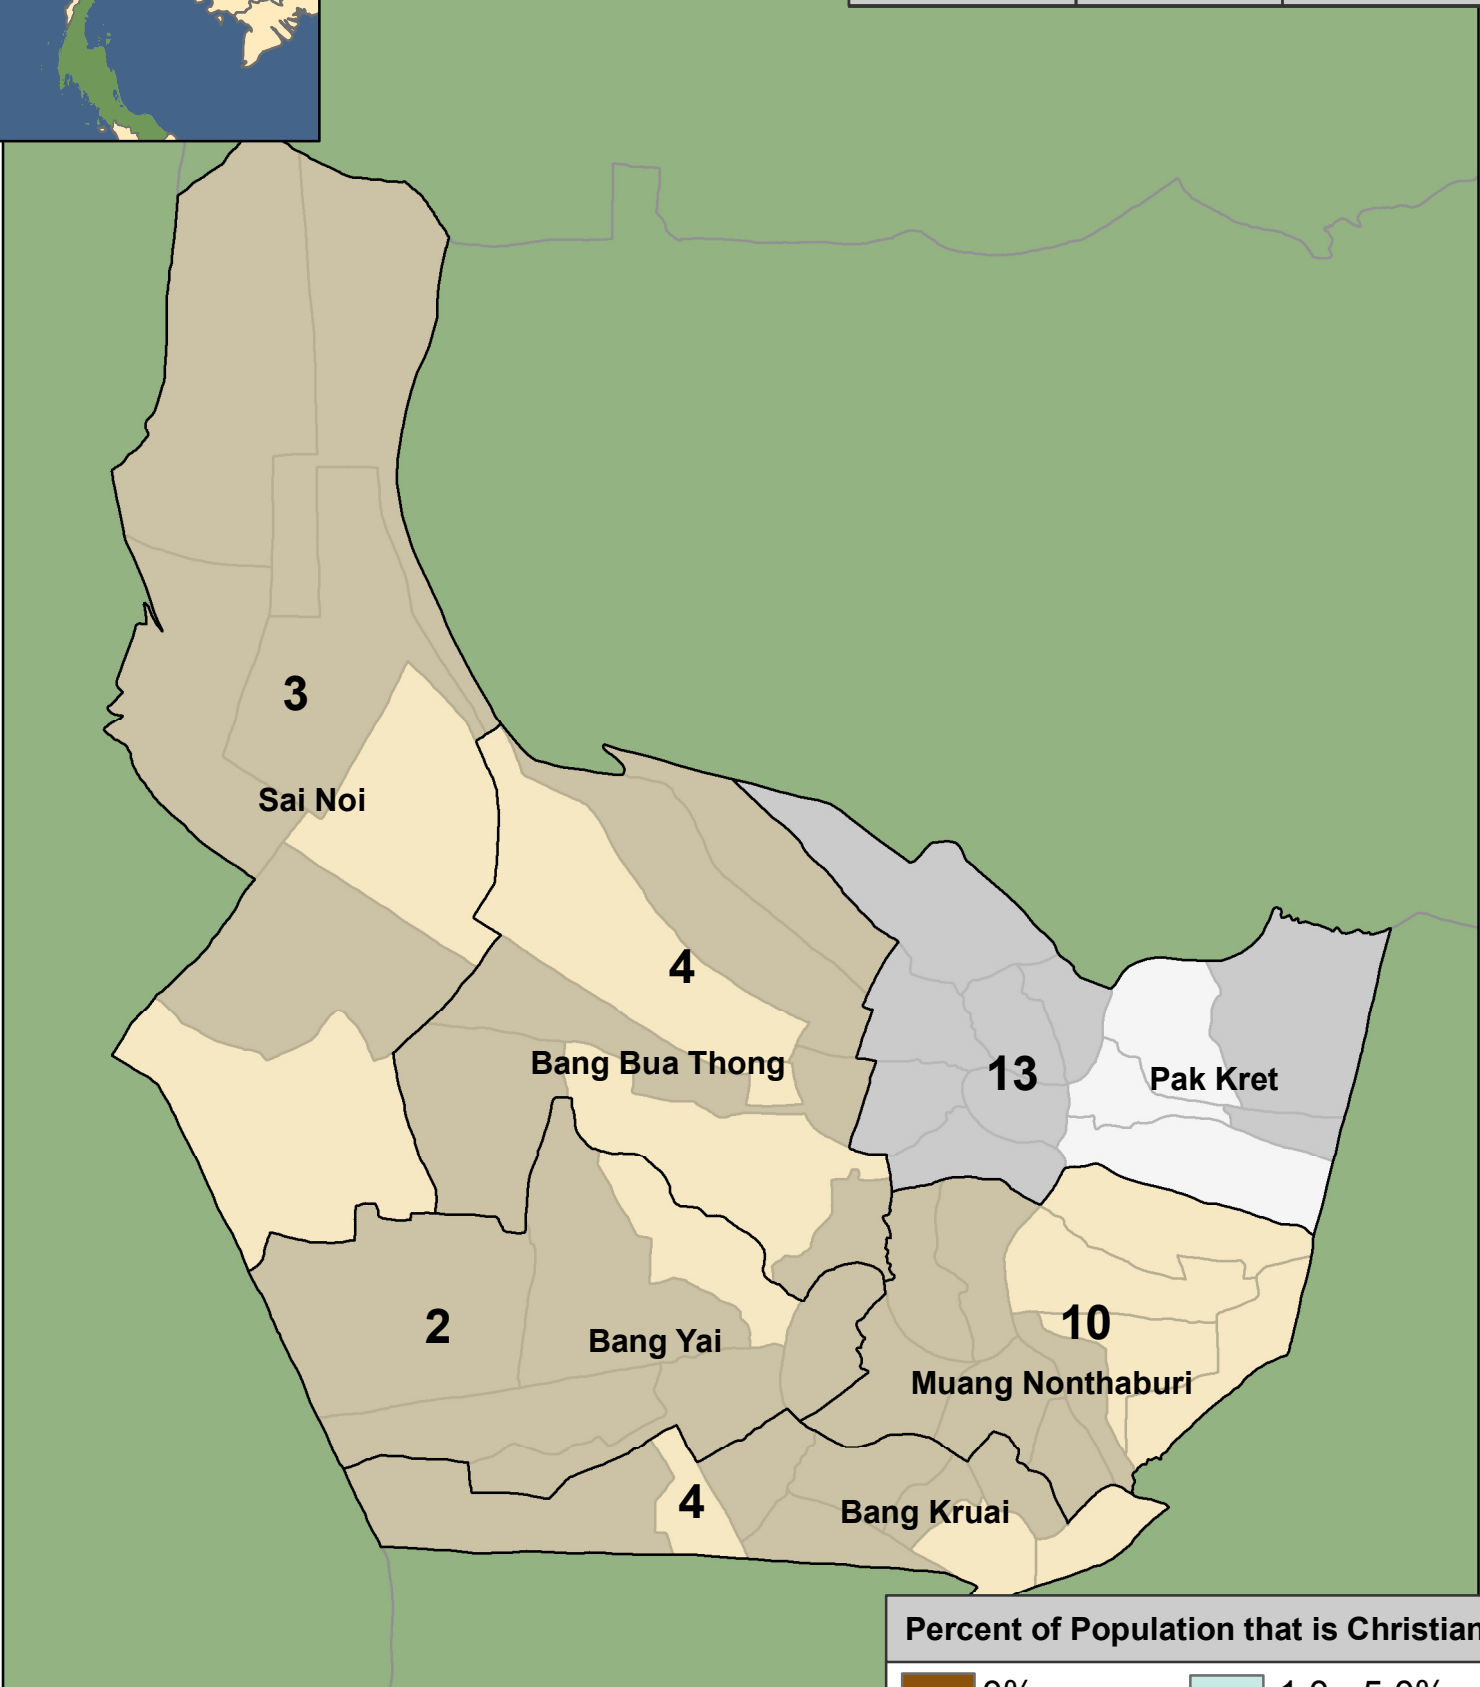 3
Sai Noi
4
Bang Bua Thong
13
Pak Kret
2
Bang Yai
10
Muang Nonthaburi
4
Bang Kruai
Percent of Population that is Christian